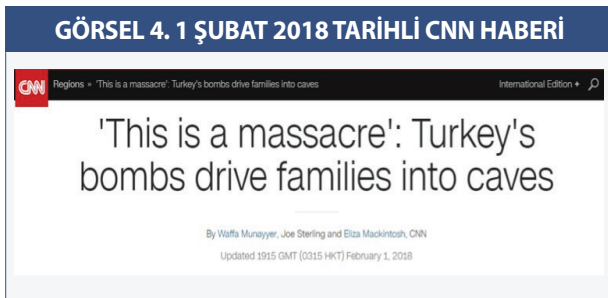 GÖRSEL 4. 1 ŞUBAT 2018 TARİHLİ CNN HABERİ
CNN Regions » 'This is a massacre': Turkey's bombs drive families into caves International Edition +
'This is a massacre': Turkey's
bombs drive families into caves
By Waffa Munayyer, Joe Sterling and Eliza Mackintosh, CNN
Updated 1915 GMT (0315 HKT) February 1, 2018